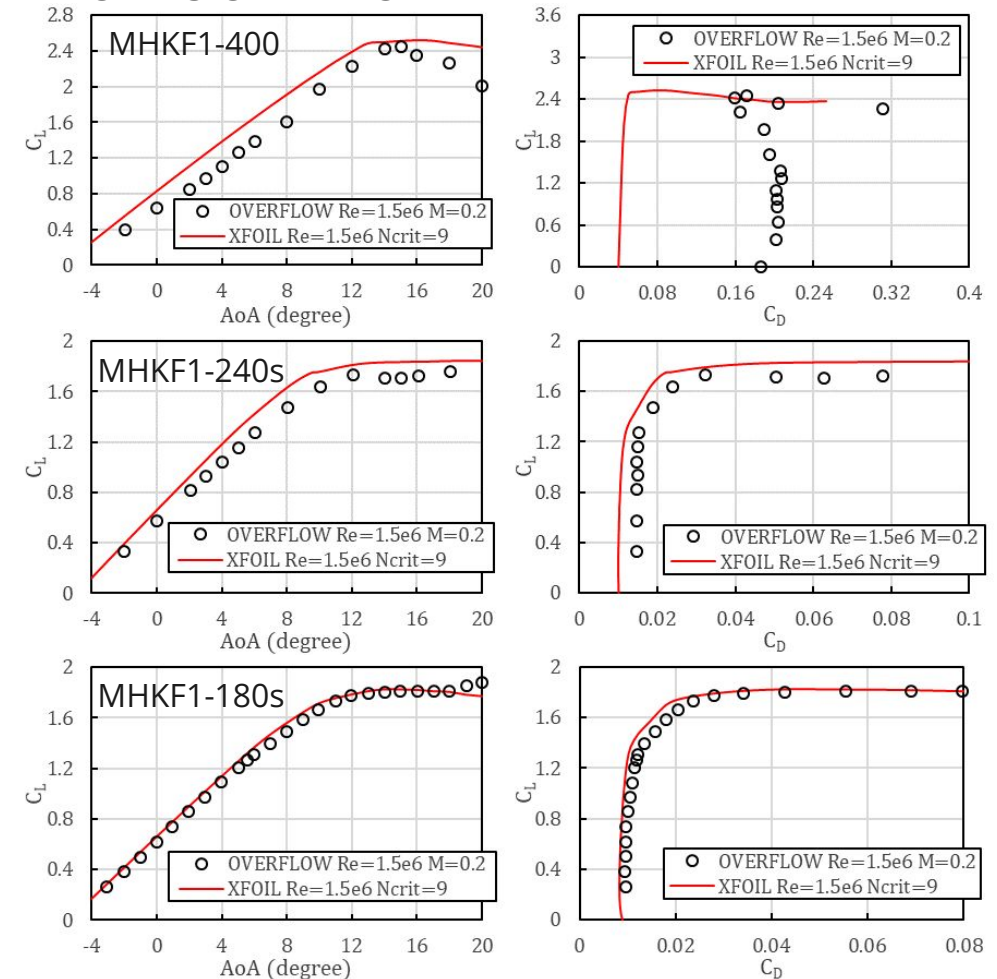 2.8
2.4
2
1.6
1.2
0.8
0.4
0
C_L
MHKF1-400
OVERFLOW Re=1.5e6 M=0.2
XFOIL Re=1.5e6 Ncrit=9
-4 0 4 8 12 16 20
AoA (degree)
3.6
3
2.4
1.8
1.2
0.6
0
C_L
OVERFLOW Re=1.5e6 M=0.2
XFOIL Re=1.5e6 Ncrit=9
0 0.08 0.16 0.24 0.32 0.4
C_D
2
1.6
1.2
0.8
0.4
0
C_L
MHKF1-240s
OVERFLOW Re=1.5e6 M=0.2
XFOIL Re=1.5e6 Ncrit=9
-4 0 4 8 12 16 20
AoA (degree)
2
1.6
1.2
0.8
0.4
0
C_L
OVERFLOW Re=1.5e6 M=0.2
XFOIL Re=1.5e6 Ncrit=9
0 0.02 0.04 0.06 0.08 0.1
C_D
2
1.6
1.2
0.8
0.4
0
C_L
MHKF1-180s
OVERFLOW Re=1.5e6 M=0.2
XFOIL Re=1.5e6 Ncrit=9
-4 0 4 8 12 16 20
AoA (degree)
2
1.6
1.2
0.8
0.4
0
C_L
OVERFLOW Re=1.5e6 M=0.2
XFOIL Re=1.5e6 Ncrit=9
0 0.02 0.04 0.06 0.08
C_D